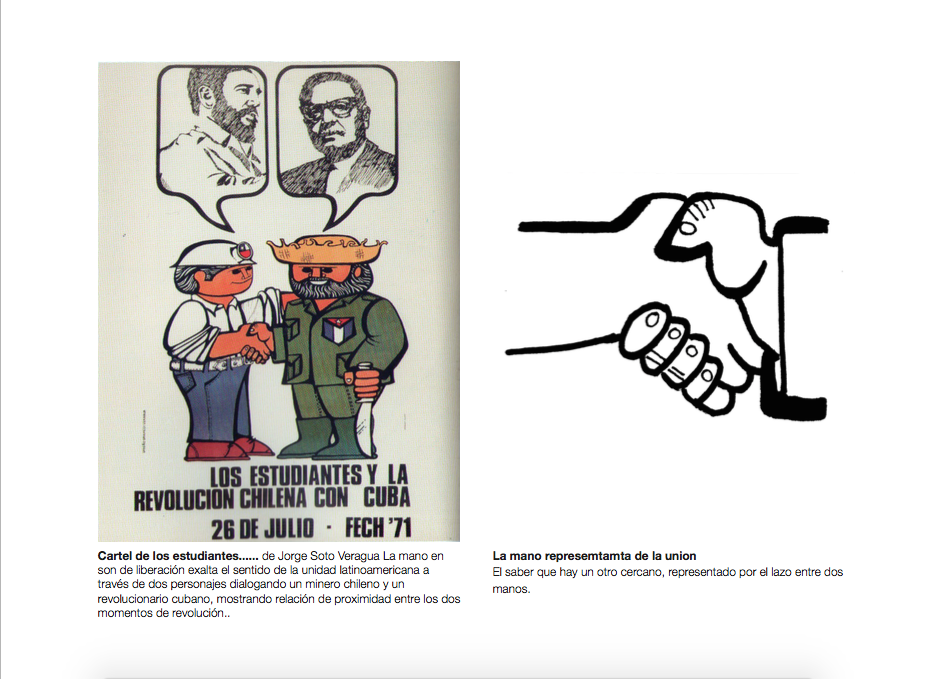 LOS ESTUDIANTES Y LA
REVOLUCION CHILENA CON CUBA
26 DE JULIO · FECH '71
Cartel de los estudiantes...... de Jorge Soto Veragua La mano en
son de liberación exalta el sentido de la unidad latinoamericana a
través de dos personajes dialogando un minero chileno y un
revolucionario cubano, mostrando relación de proximidad entre los dos
momentos de revolución..
La mano represemtamta de la union
El saber que hay un otro cercano, representado por el lazo entre dos
manos.